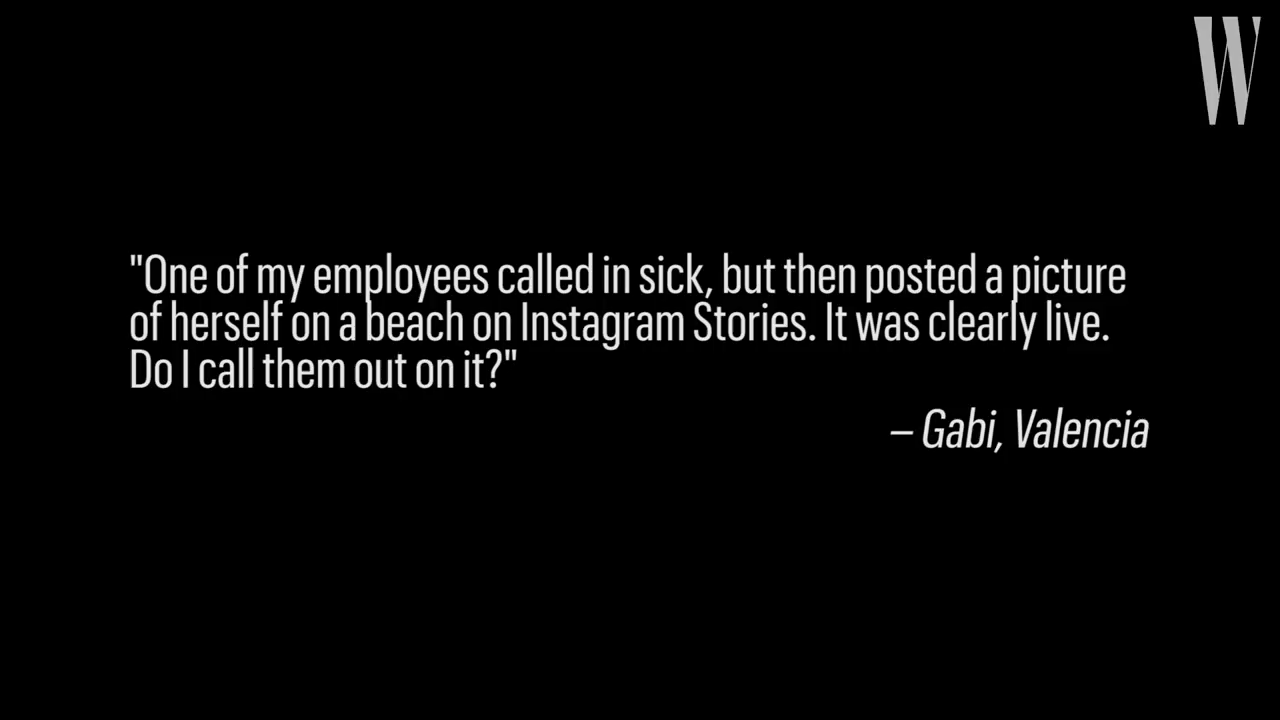 W
"One of my employees called in sick, but then posted a picture
of herself on a beach on Instagram Stories. It was clearly live.
Do I call them out on it?"
– Gabi, Valencia